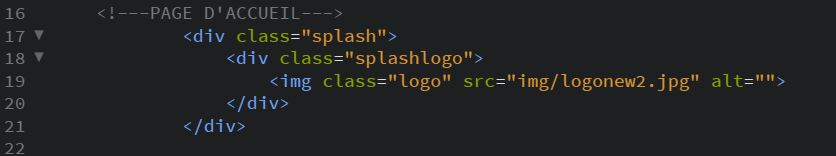 16 <!---PAGE D'ACCUEIL--->
17 <div class="splash">
18 <div class="splashlogo">
19 <img class="logo" src="img/logonew2.jpg" alt="">
20 </div>
21 </div>
22